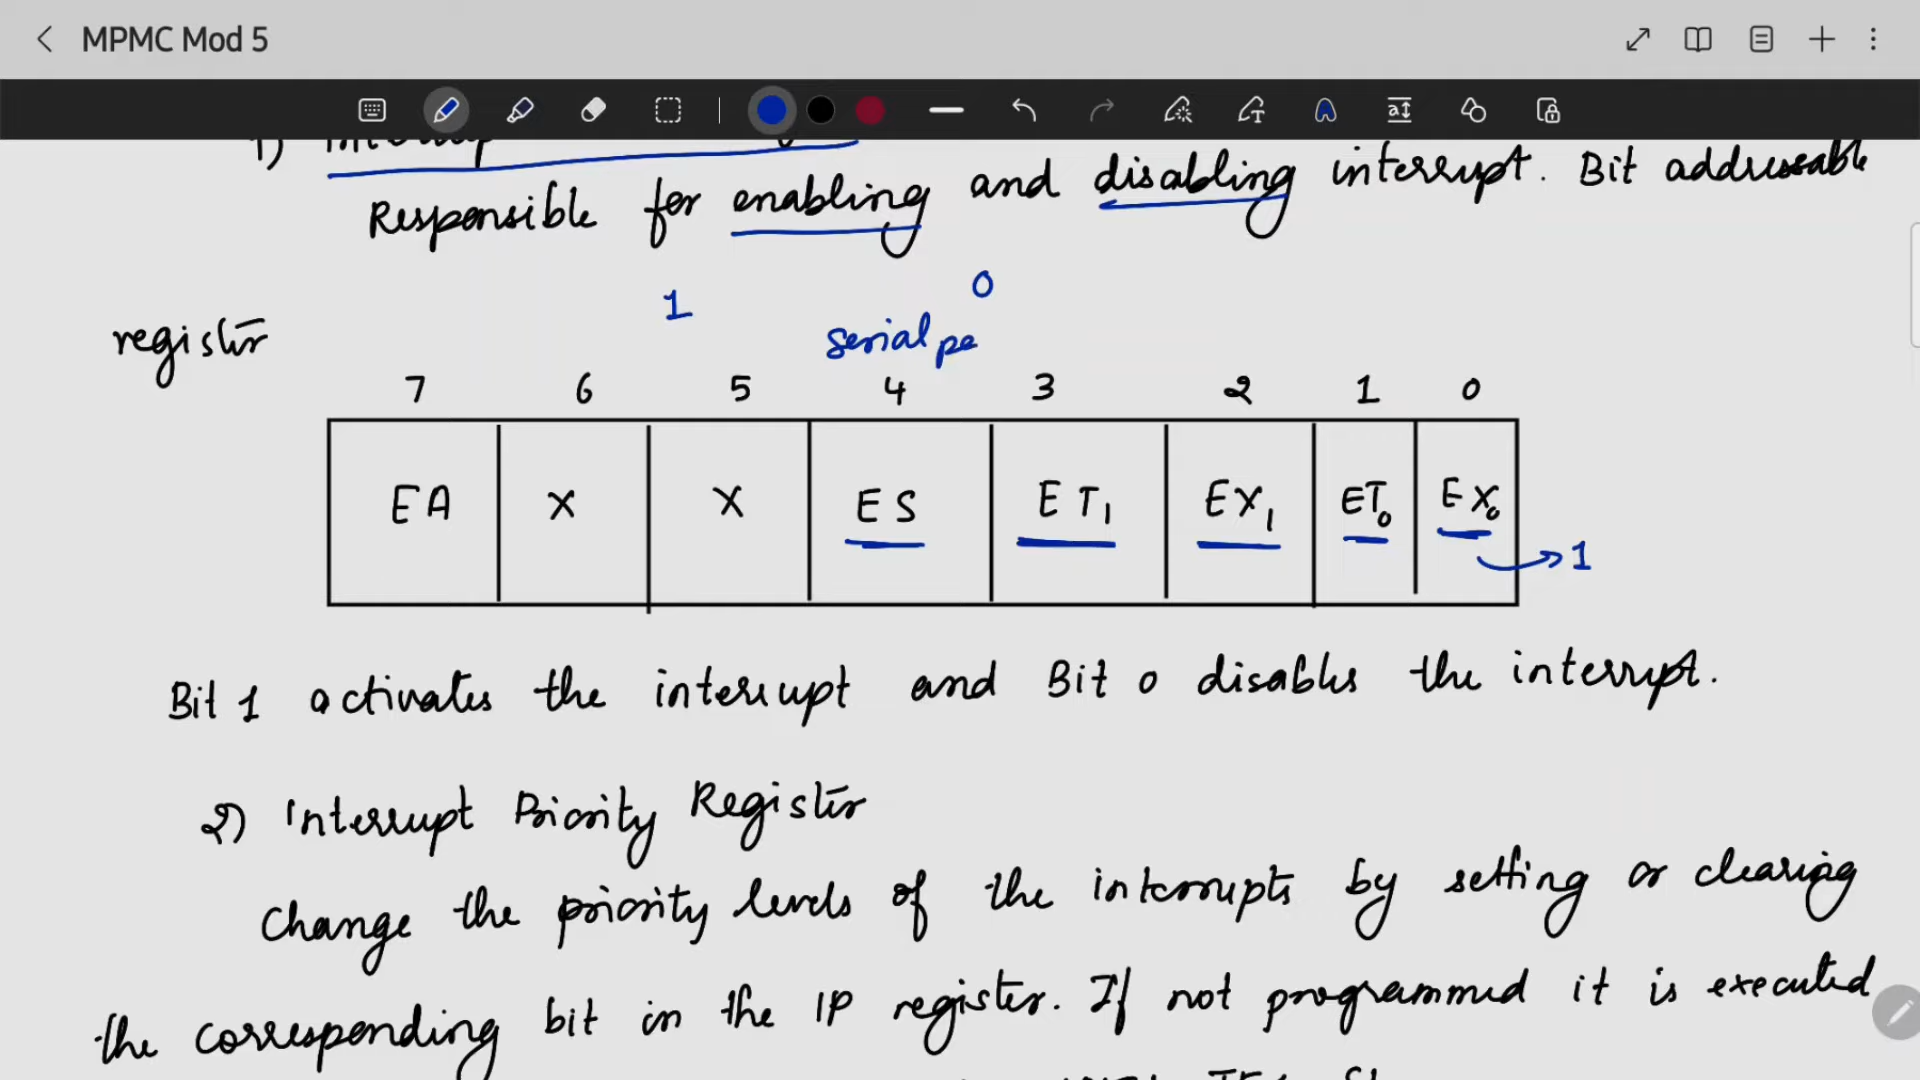 MPMC Mod 5
1)
Responsible for enabling and disabling interrupt. Bit addressable
1 0
register serial po
7 6 5 4 3 2 1 0
EA X X ES ET1 EX1 ET0 EX0
1
Bit 1 activates the interrupt and Bit 0 disables the interrupt.
2) Interrupt Priority Register
Change the priority levels of the interrupts by setting or clearing
the corresponding bit in the IP register. If not programmed it is executed